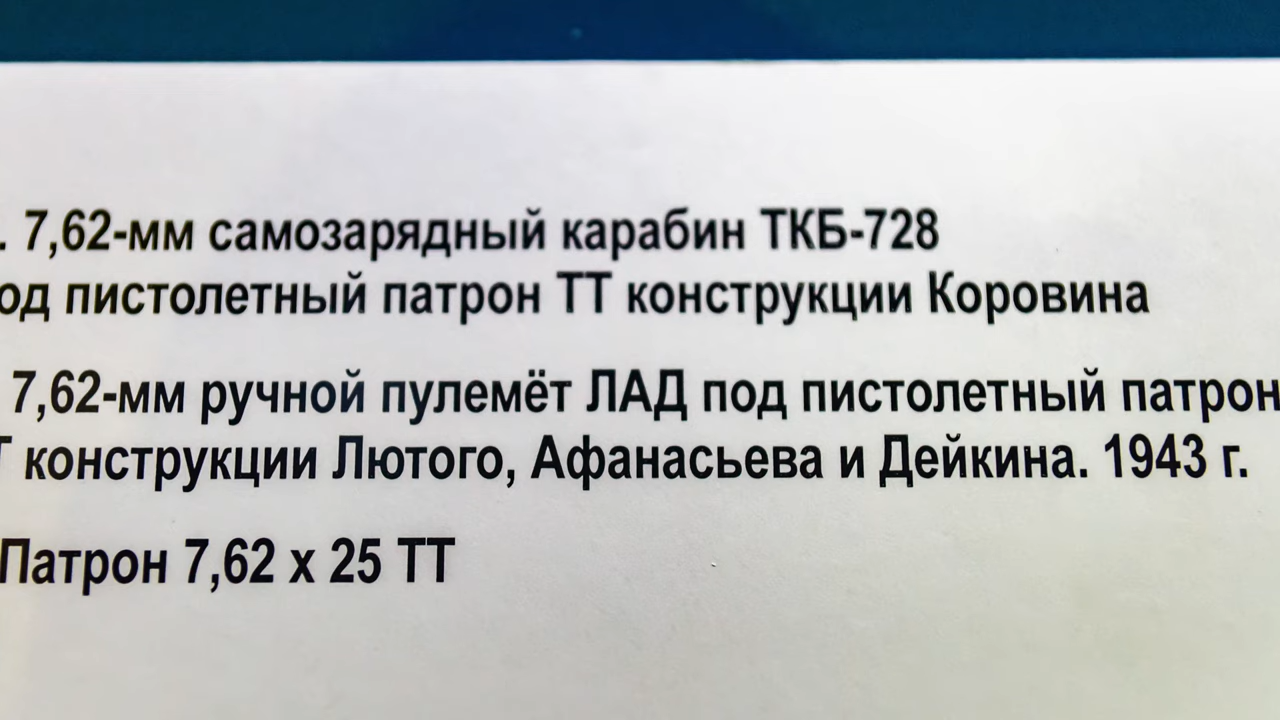 . 7,62-мм самозарядный карабин ТКБ-728
од пистолетный патрон ТТ конструкции Коровина
7,62-мм ручной пулемёт ЛАД под пистолетный патрон
Т конструкции Лютого, Афанасьева и Дейкина. 1943 г.
Патрон 7,62 х 25 ТТ